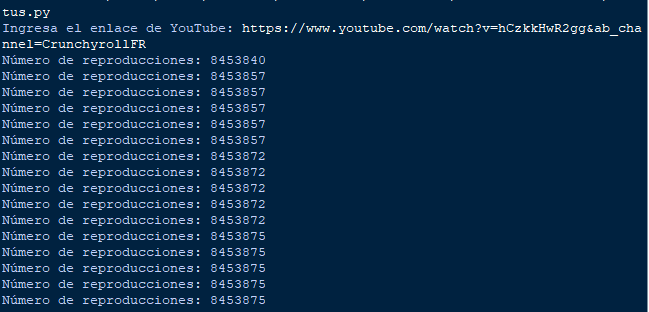 tus.py
Ingresa el enlace de YouTube: https://www.youtube.com/watch?v=hCzkkHwR2gg&ab_cha
nnel=CrunchyrollFR
Número de reproducciones: 8453840
Número de reproducciones: 8453857
Número de reproducciones: 8453857
Número de reproducciones: 8453857
Número de reproducciones: 8453857
Número de reproducciones: 8453857
Número de reproducciones: 8453872
Número de reproducciones: 8453872
Número de reproducciones: 8453872
Número de reproducciones: 8453872
Número de reproducciones: 8453872
Número de reproducciones: 8453875
Número de reproducciones: 8453875
Número de reproducciones: 8453875
Número de reproducciones: 8453875
Número de reproducciones: 8453875